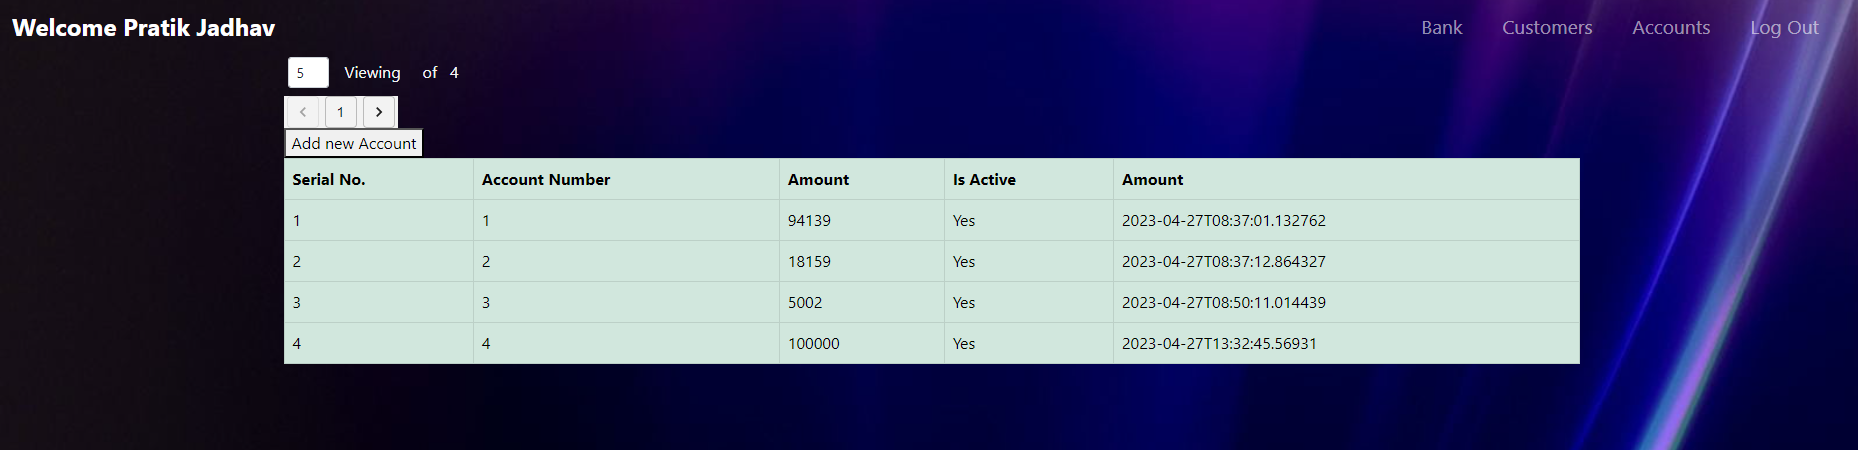 Welcome Pratik Jadhav Bank Customers Accounts Log Out
5 Viewing of 4
1
Add new Account
Serial No. Account Number Amount Is Active Amount
1 1 94139 Yes 2023-04-27T08:37:01.132762
2 2 18159 Yes 2023-04-27T08:37:12.864327
3 3 5002 Yes 2023-04-27T08:50:11.014439
4 4 100000 Yes 2023-04-27T13:32:45.56931